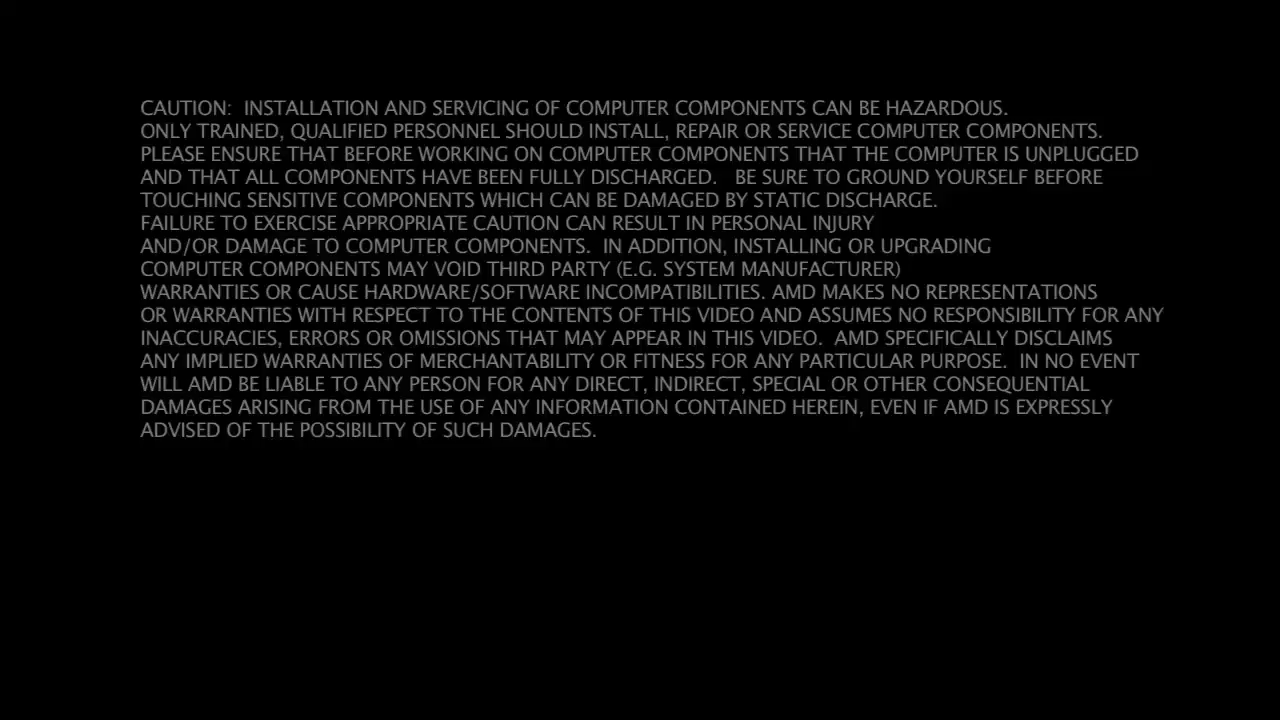 CAUTION:  INSTALLATION AND SERVICING OF COMPUTER COMPONENTS CAN BE HAZARDOUS.
ONLY TRAINED, QUALIFIED PERSONNEL SHOULD INSTALL, REPAIR OR SERVICE COMPUTER COMPONENTS.
PLEASE ENSURE THAT BEFORE WORKING ON COMPUTER COMPONENTS THAT THE COMPUTER IS UNPLUGGED
AND THAT ALL COMPONENTS HAVE BEEN FULLY DISCHARGED.   BE SURE TO GROUND YOURSELF BEFORE
TOUCHING SENSITIVE COMPONENTS WHICH CAN BE DAMAGED BY STATIC DISCHARGE.
FAILURE TO EXERCISE APPROPRIATE CAUTION CAN RESULT IN PERSONAL INJURY
AND/OR DAMAGE TO COMPUTER COMPONENTS.  IN ADDITION, INSTALLING OR UPGRADING
COMPUTER COMPONENTS MAY VOID THIRD PARTY (E.G. SYSTEM MANUFACTURER)
WARRANTIES OR CAUSE HARDWARE/SOFTWARE INCOMPATIBILITIES. AMD MAKES NO REPRESENTATIONS
OR WARRANTIES WITH RESPECT TO THE CONTENTS OF THIS VIDEO AND ASSUMES NO RESPONSIBILITY FOR ANY
INACCURACIES, ERRORS OR OMISSIONS THAT MAY APPEAR IN THIS VIDEO.  AMD SPECIFICALLY DISCLAIMS
ANY IMPLIED WARRANTIES OF MERCHANTABILITY OR FITNESS FOR ANY PARTICULAR PURPOSE.  IN NO EVENT
WILL AMD BE LIABLE TO ANY PERSON FOR ANY DIRECT, INDIRECT, SPECIAL OR OTHER CONSEQUENTIAL
DAMAGES ARISING FROM THE USE OF ANY INFORMATION CONTAINED HEREIN, EVEN IF AMD IS EXPRESSLY
ADVISED OF THE POSSIBILITY OF SUCH DAMAGES.